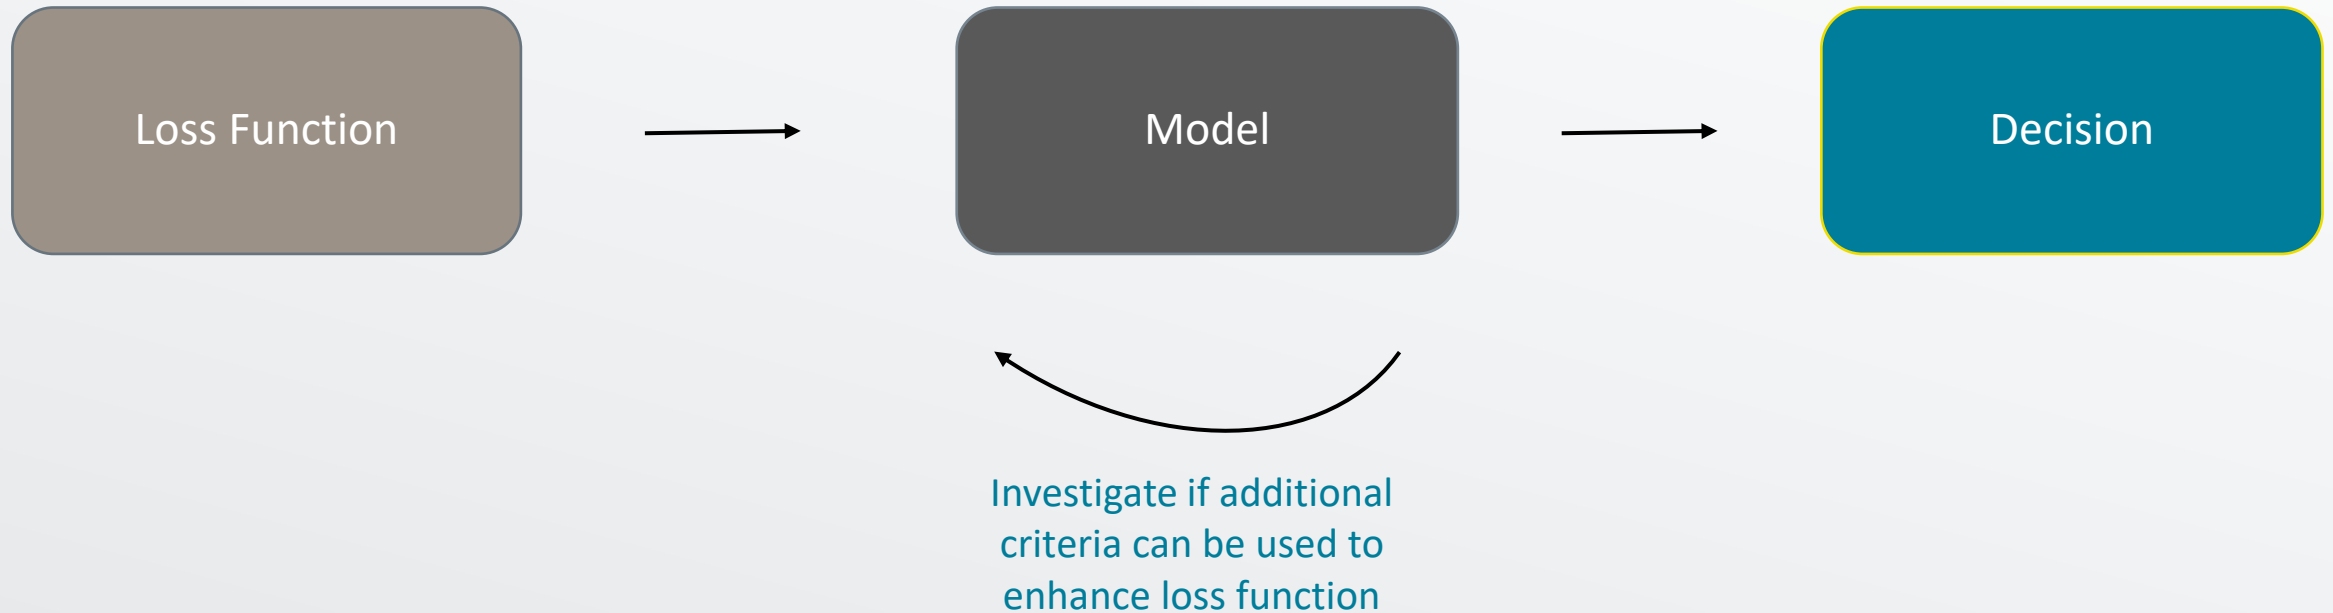 Loss Function
Model
Decision
Investigate if additional
criteria can be used to
enhance loss function